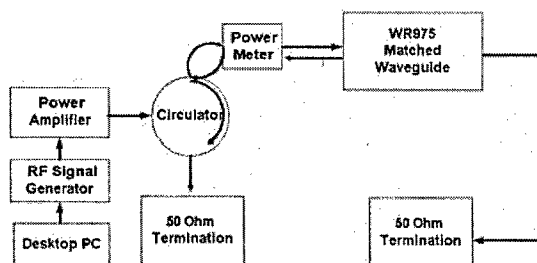 Power
Meter
WR975
Matched
Waveguide
Power
Amplifier
Circulator
RF Signal
Generator
50 Ohm
Termination
50 Ohm
Termination
Desktop PC